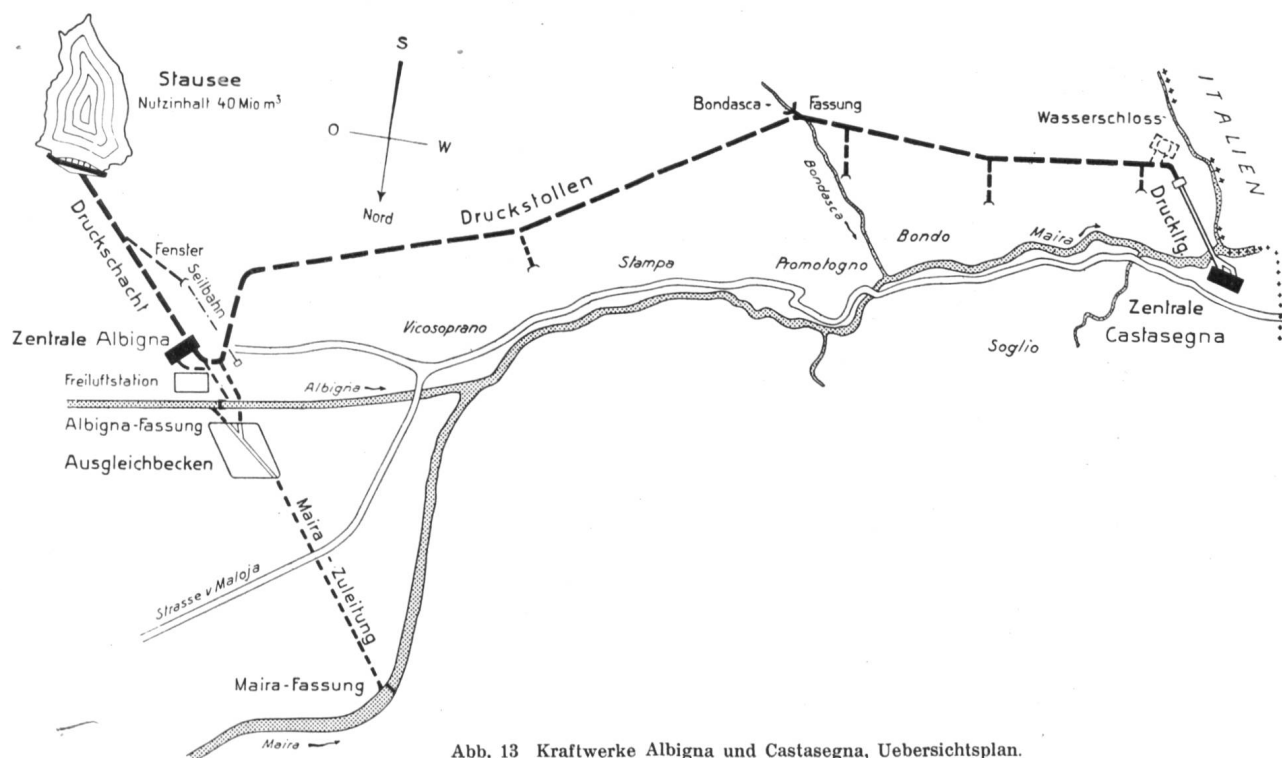 Stausee
Nutzinhalt 40 Mio m³
S
O
W
Nord
Bondasca-Fassung
Wasserschloss
ITALIEN
Druckschacht
Fenster
Seilbahn
Druckstollen
Bondasca
Bondo
Maira
Druckltg.
Stampa
Promotogno
Zentrale Albigna
Vicosoprano
Zentrale
Castasegna
Soglio
Freiluftstation
Albigna
Albigna-Fassung
Ausgleichbecken
Maira-Zuleitung
Strasse v Maloja
Maira-Fassung
Maira
Abb. 13 Kraftwerke Albigna und Castasegna, Uebersichtsplan.